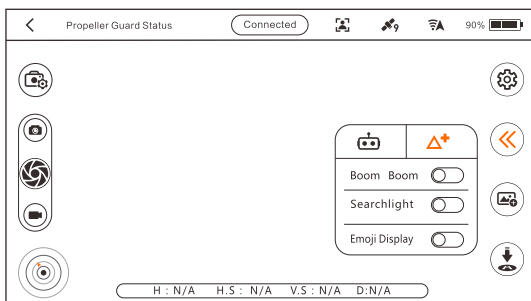 Propeller Guard Status Connected 9 A 90%
Boom Boom
Searchlight
Emoji Display
H : N/A H.S : N/A V.S : N/A D:N/A